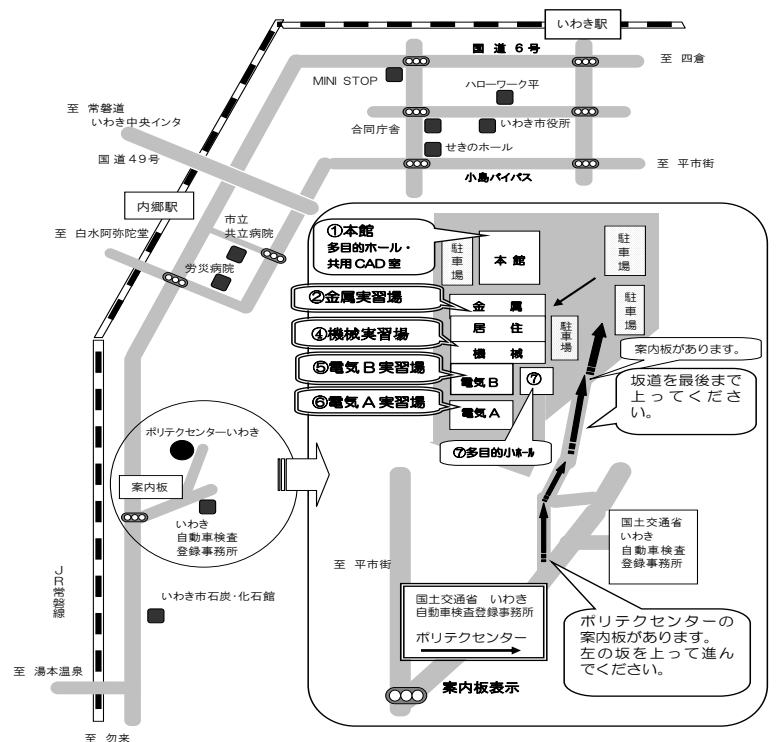 いわき駅
国 道 6 号
至 四倉
MINI STOP
ハローワーク平
合同庁舎
いわき市役所
せきのホール
至 平市街
小島バイパス
至 常磐道
いわき中央インタ
国 道 4 9 号
内郷駅
至 白水阿弥陀堂
市立
共立病院
労災病院
①本館
多目的ホール・
共用 CAD 室
駐車場
本 館
駐車場
②金属実習場
金 属
駐車場
居 住
④機械実習場
駐車場
機 械
案内板があります。
⑤電気 B 実習場
電気 B
⑦
坂道を最後まで
上ってくださ
い。
⑥電気 A 実習場
電気 A
⑦多目的小ホール
ポリテクセンターいわき
案内板
いわき
自動車検査
登録事務所
国土交通省
いわき
自動車検査
登録事務所
至 平市街
JR常磐線
いわき市石炭・化石館
国土交通省 いわき
自動車検査登録事務所
ポリテクセンター
ポリテクセンターの
案内板があります。
左の坂を上って進ん
でください。
至 湯本温泉
案内板表示
至 勿来